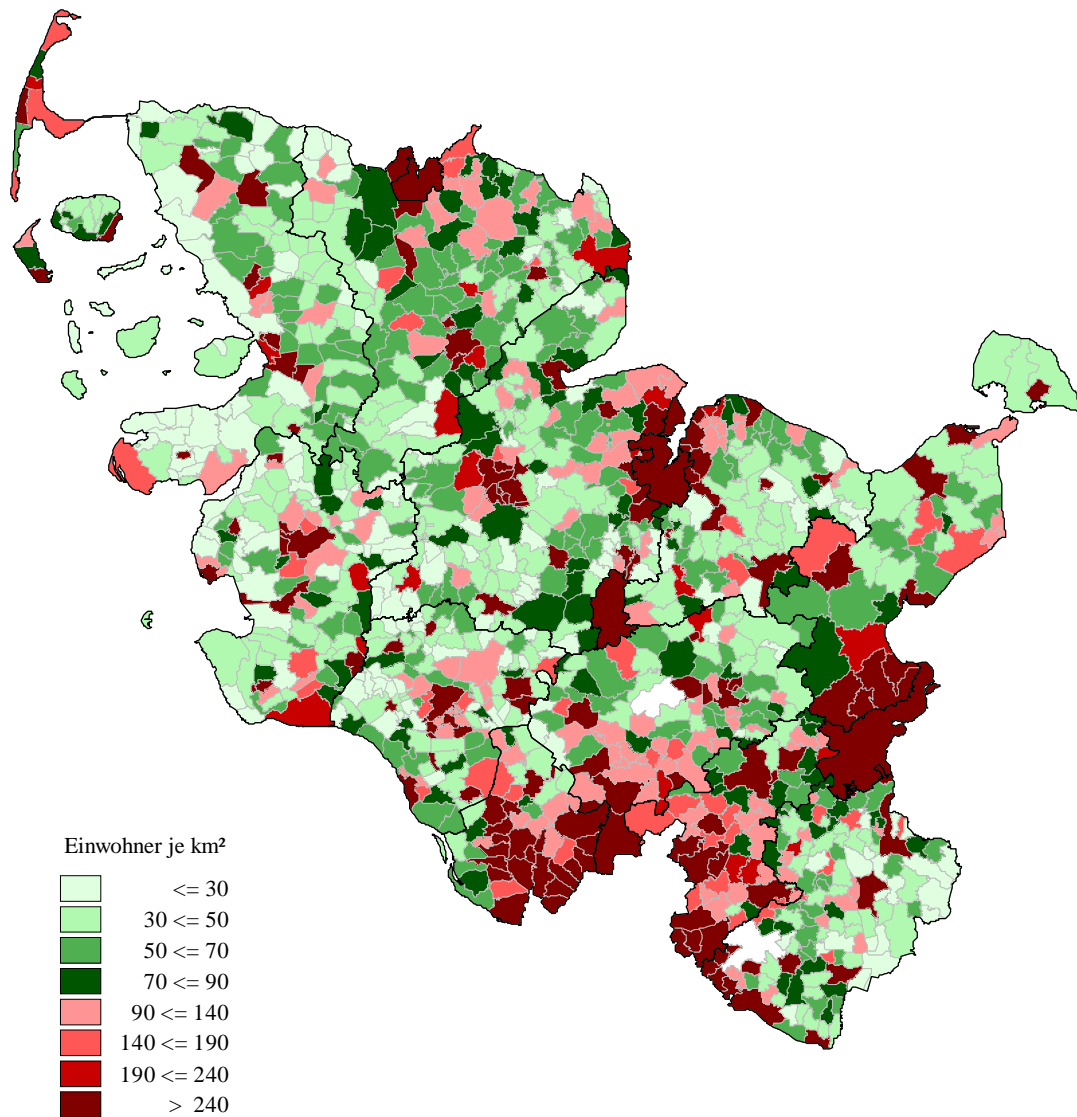 Einwohner je km²
<= 30
30 <= 50
50 <= 70
70 <= 90
90 <= 140
140 <= 190
190 <= 240
> 240